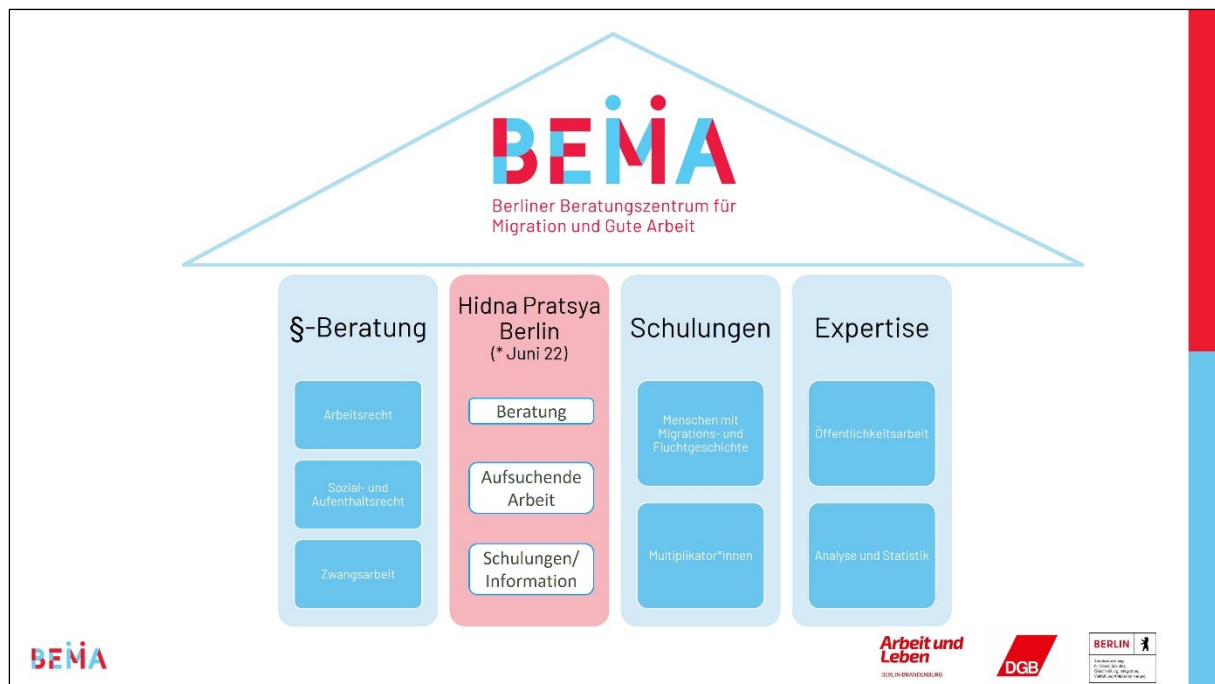 BEMA
Berliner Beratungszentrum für
Migration und Gute Arbeit
§-Beratung
Arbeitsrecht
Sozial- und
Aufenthaltsrecht
Zwangsarbeit
Hidna Pratsya
Berlin
(* Juni 22)
Beratung
Aufsuchende
Arbeit
Schulungen/
Information
Schulungen
Menschen mit
Migrations- und
Fluchtgeschichte
Multiplikator*innen
Expertise
Öffentlichkeitsarbeit
Analyse und Statistik
BEMA
Arbeit und
Leben
BERLIN-BRANDENBURG
DGB
BERLIN